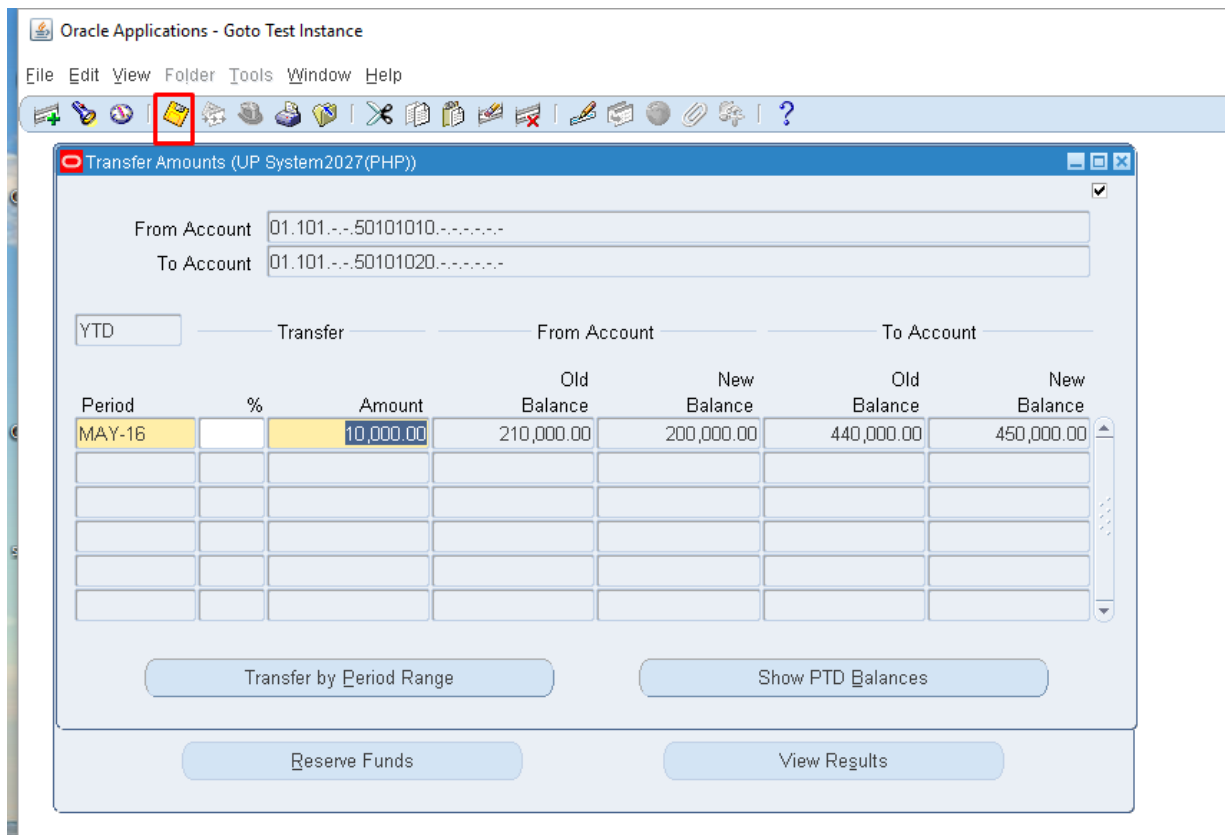 Oracle Applications - Goto Test Instance
File Edit View Folder Tools Window Help
?
Transfer Amounts (UP System2027(PHP))
From Account 01.101.-.-.50101010.-.-.-.-.-.-
To Account 01.101.-.-.50101020.-.-.-.-.-.-
YTD Transfer From Account To Account
Old New Old New
Period % Amount Balance Balance Balance Balance
MAY-16 10,000.00 210,000.00 200,000.00 440,000.00 450,000.00
Transfer by Period Range Show PTD Balances
Reserve Funds View Results